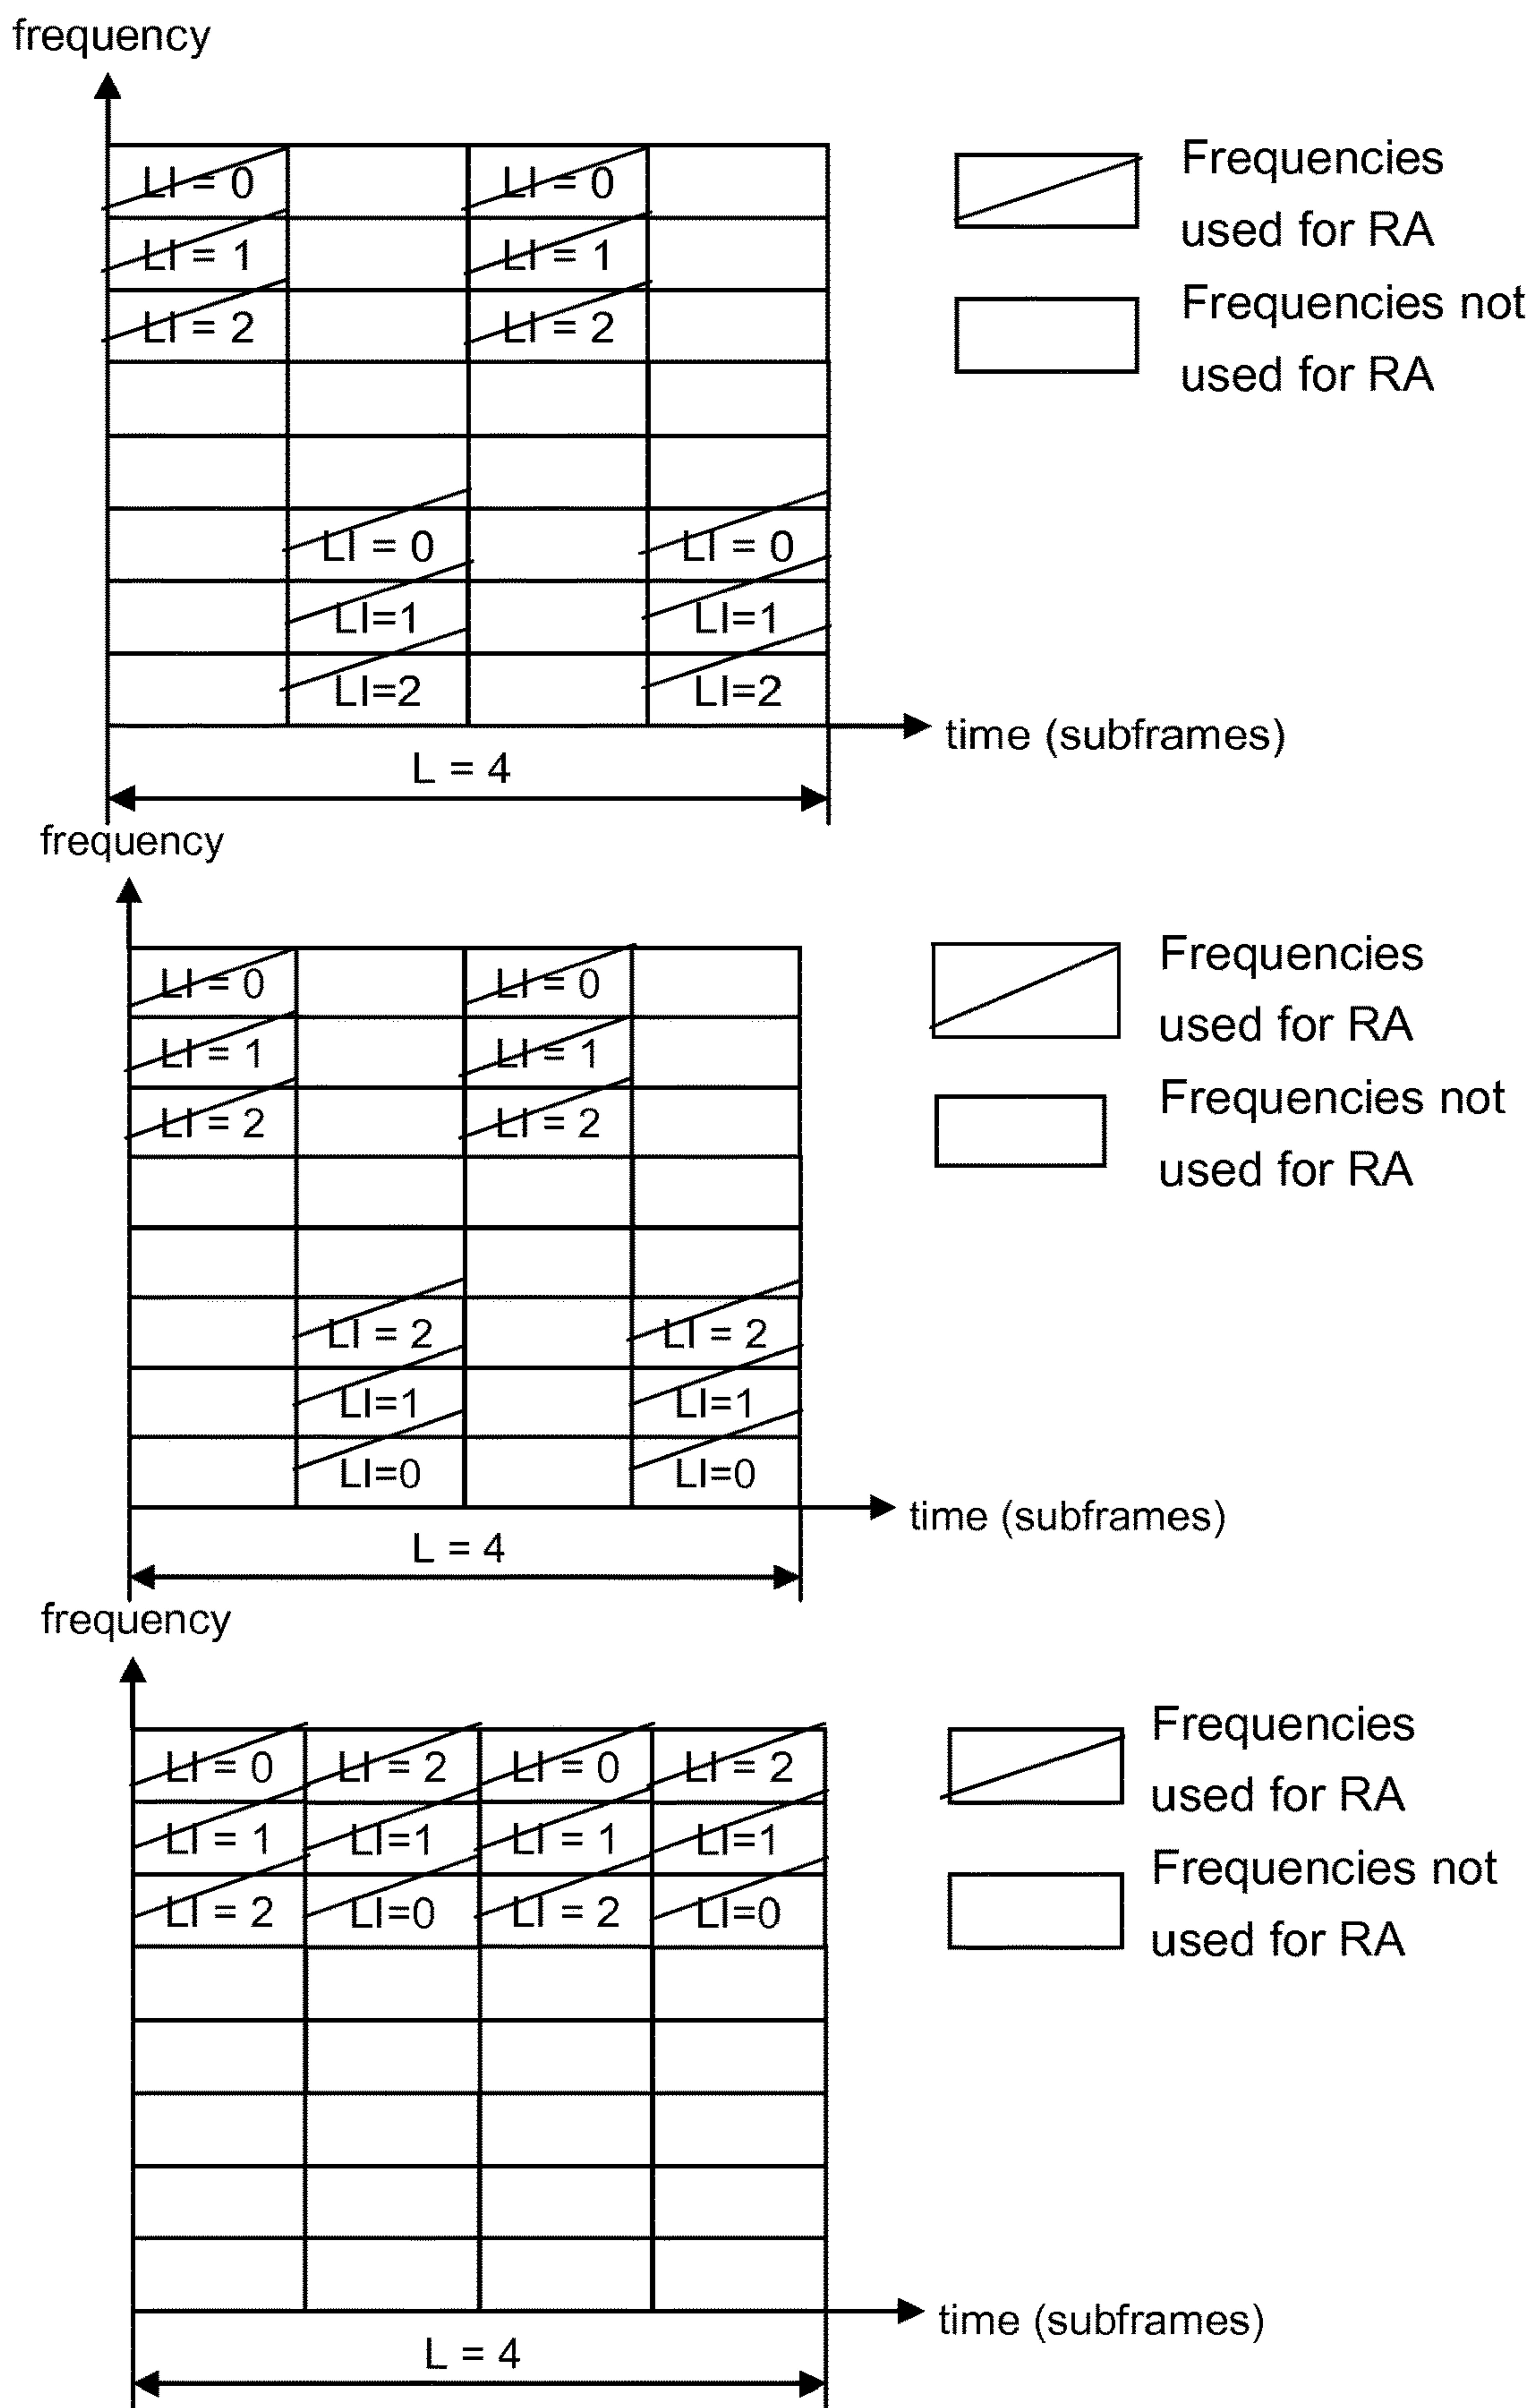 frequency
LI = 0 LI = 0
LI = 1 LI = 1
LI = 2 LI = 2
LI = 0 LI = 0
LI=1 LI=1
LI=2 LI=2
time (subframes)
L = 4
Frequencies
used for RA
Frequencies not
used for RA
frequency
LI = 0 LI = 0
LI = 1 LI = 1
LI = 2 LI = 2
LI = 2 LI = 2
LI=1 LI=1
LI=0 LI=0
time (subframes)
L = 4
Frequencies
used for RA
Frequencies not
used for RA
frequency
LI = 0 LI = 2 LI = 0 LI = 2
LI = 1 LI=1 LI = 1 LI=1
LI = 2 LI=0 LI = 2 LI=0
time (subframes)
L = 4
Frequencies
used for RA
Frequencies not
used for RA